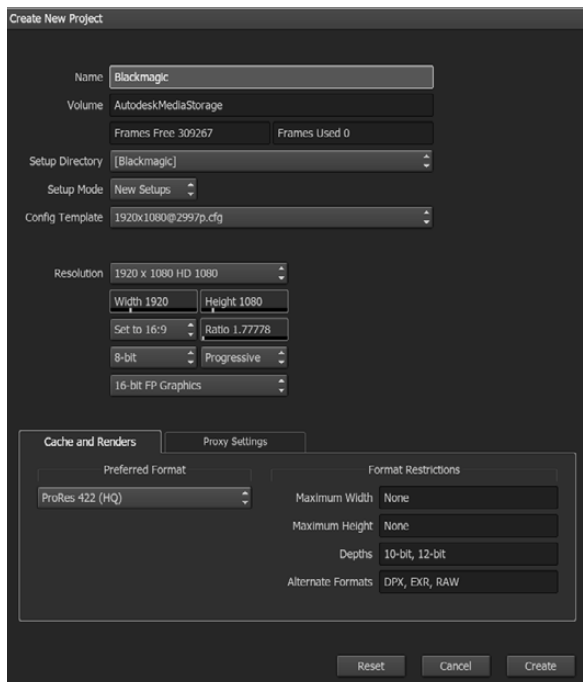 Create New Project
Name Blackmagic
Volume AutodeskMediaStorage
Frames Free 309267 Frames Used 0
Setup Directory [Blackmagic]
Setup Mode New Setups
Config Template 1920x1080@2997p.cfg
Resolution 1920 x 1080 HD 1080
Width 1920 Height 1080
Set to 16:9 Ratio 1.77778
8-bit Progressive
16-bit FP Graphics
Cache and Renders Proxy Settings
Preferred Format Format Restrictions
ProRes 422 (HQ) Maximum Width None
Maximum Height None
Depths 10-bit, 12-bit
Alternate Formats DPX, EXR, RAW
Reset Cancel Create